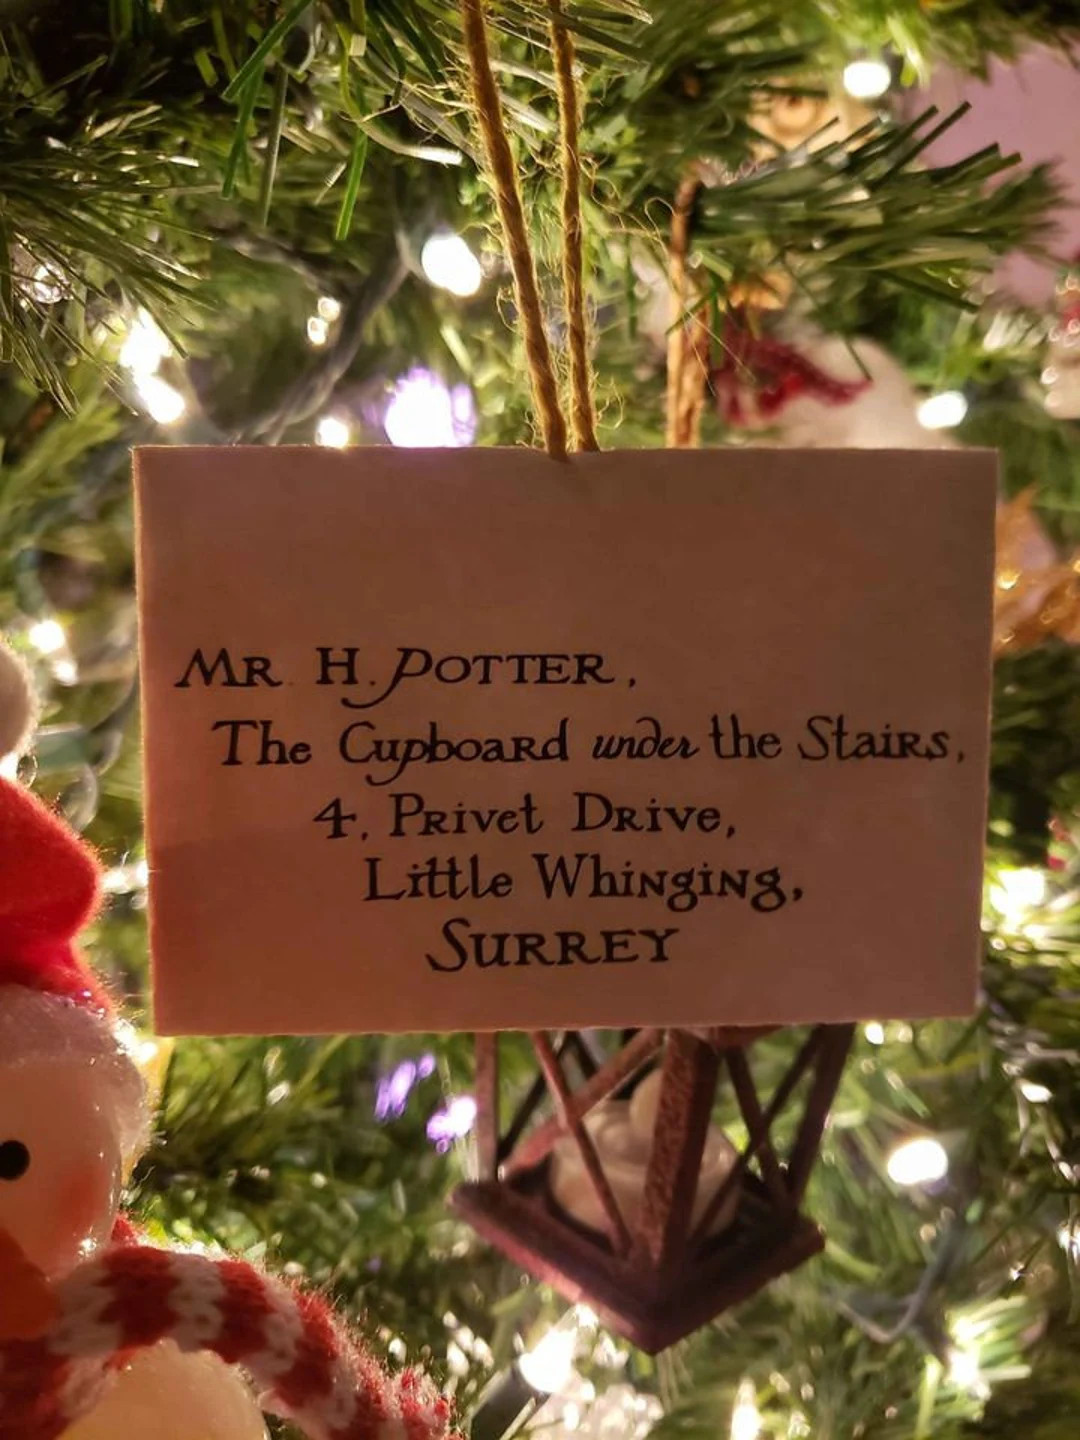 Mr. H. Potter,
The Cupboard under the Stairs,
4, Privet Drive,
Little Whinging,
Surrey